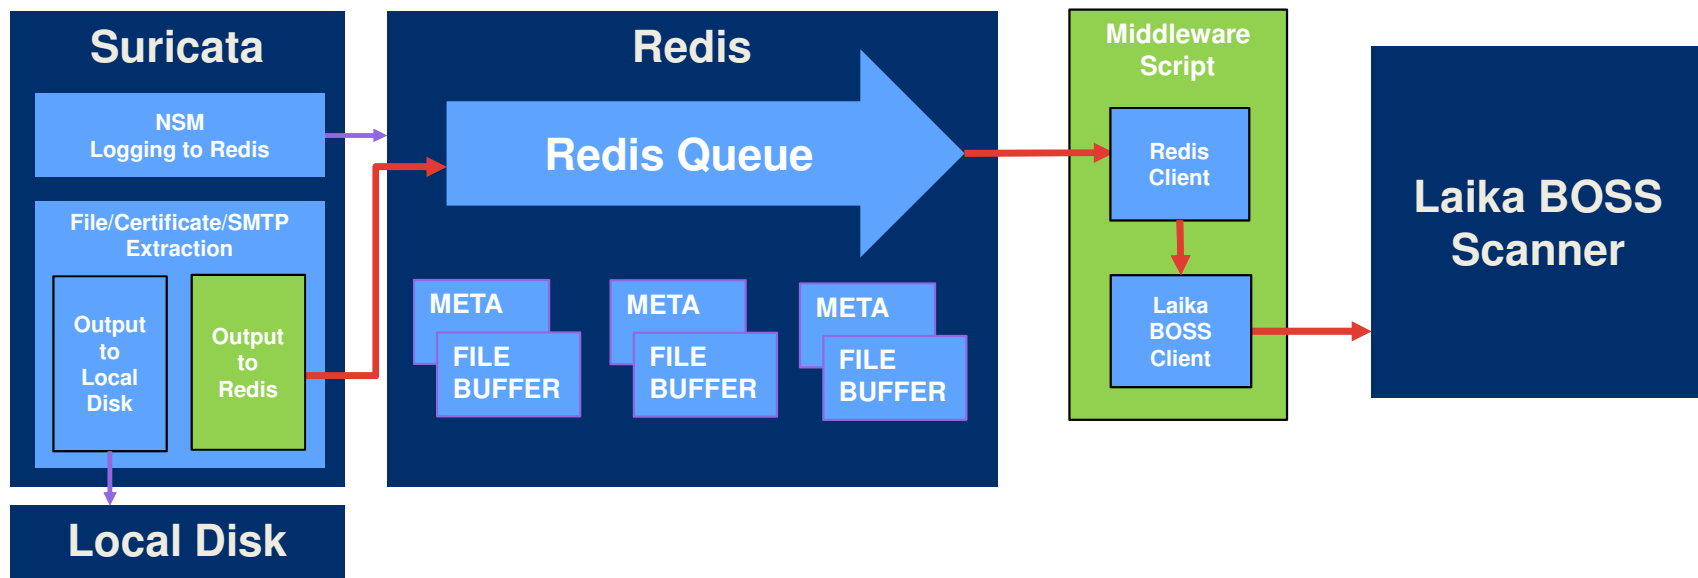 Suricata
NSM
Logging to Redis
File/Certificate/SMTP
Extraction
Output
to
Local
Disk
Output
to
Redis
Local Disk
Redis
Redis Queue
META
FILE
BUFFER
META
FILE
BUFFER
META
FILE
BUFFER
Middleware
Script
Redis
Client
Laika
BOSS
Client
Laika BOSS
Scanner